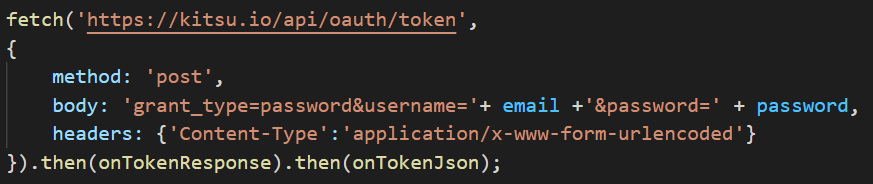 fetch('https://kitsu.io/api/oauth/token',
{
    method: 'post',
    body: 'grant_type=password&username='+ email +'&password=' + password,
    headers: {'Content-Type':'application/x-www-form-urlencoded'}
}).then(onTokenResponse).then(onTokenJson);